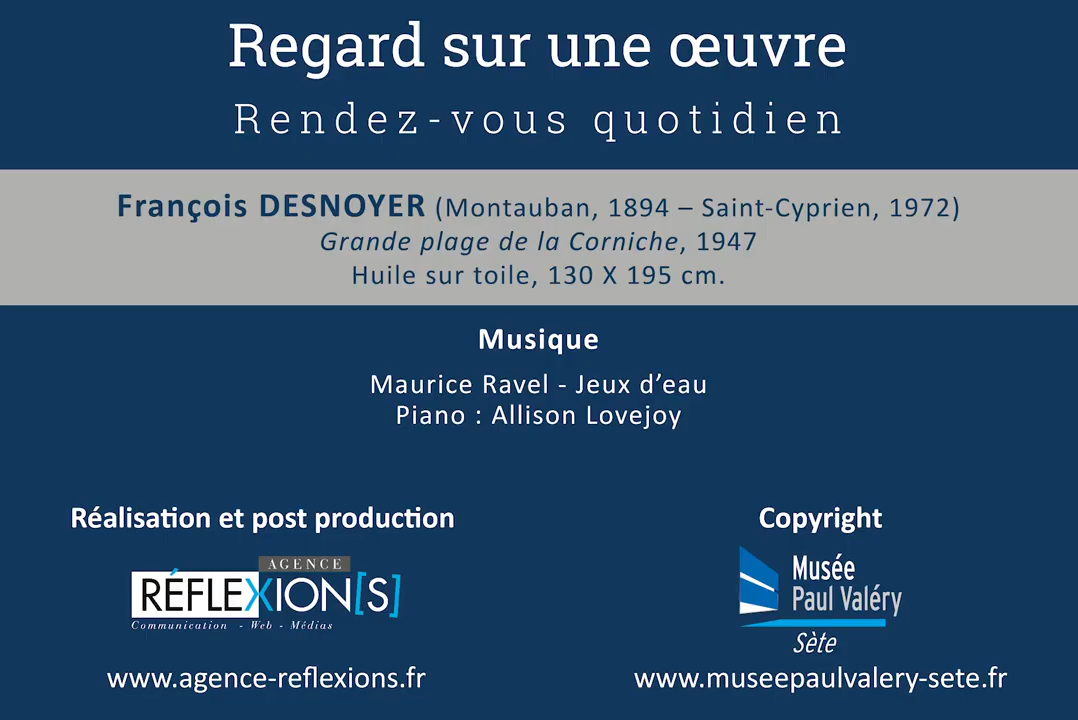 Regard sur une œuvre
Rendez-vous quotidien
François DESNOYER (Montauban, 1894 – Saint-Cyprien, 1972)
Grande plage de la Corniche, 1947
Huile sur toile, 130 X 195 cm.
Musique
Maurice Ravel - Jeux d’eau
Piano : Allison Lovejoy
Réalisation et post production
AGENCE
RÉFLEXION[S]
Communication - Web - Médias
www.agence-reflexions.fr
Copyright
Musée
Paul Valéry
Sète
www.museepaulvalery-sete.fr